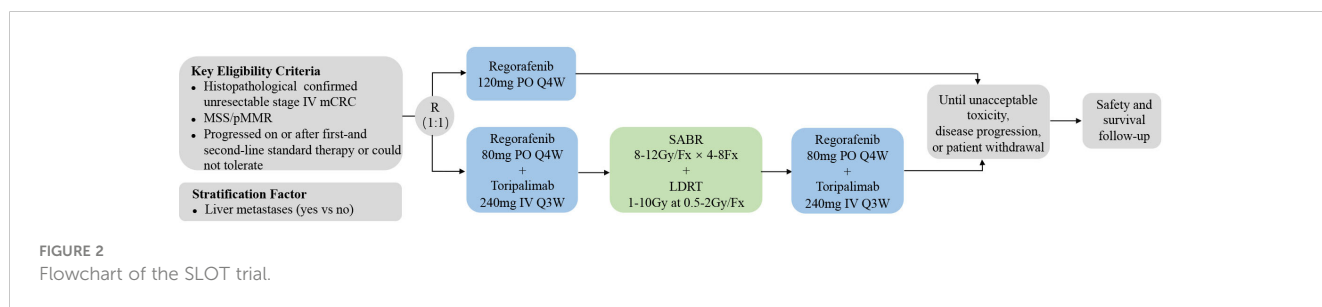 Key Eligibility Criteria
• Histopathological confirmed
unresectable stage IV mCRC
• MSS/pMMR
• Progressed on or after first-and
second-line standard therapy or could
not tolerate
Stratification Factor
• Liver metastases (yes vs no)
R
(1:1)
Regorafenib
120mg PO Q4W
Regorafenib
80mg PO Q4W
+
Toripalimab
240mg IV Q3W
SABR
8-12Gy/Fx × 4-8Fx
+
LDRT
1-10Gy at 0.5-2Gy/Fx
Regorafenib
80mg PO Q4W
+
Toripalimab
240mg IV Q3W
Until unacceptable
toxicity,
disease progression,
or patient withdrawal
Safety and
survival
follow-up
FIGURE 2
Flowchart of the SLOT trial.